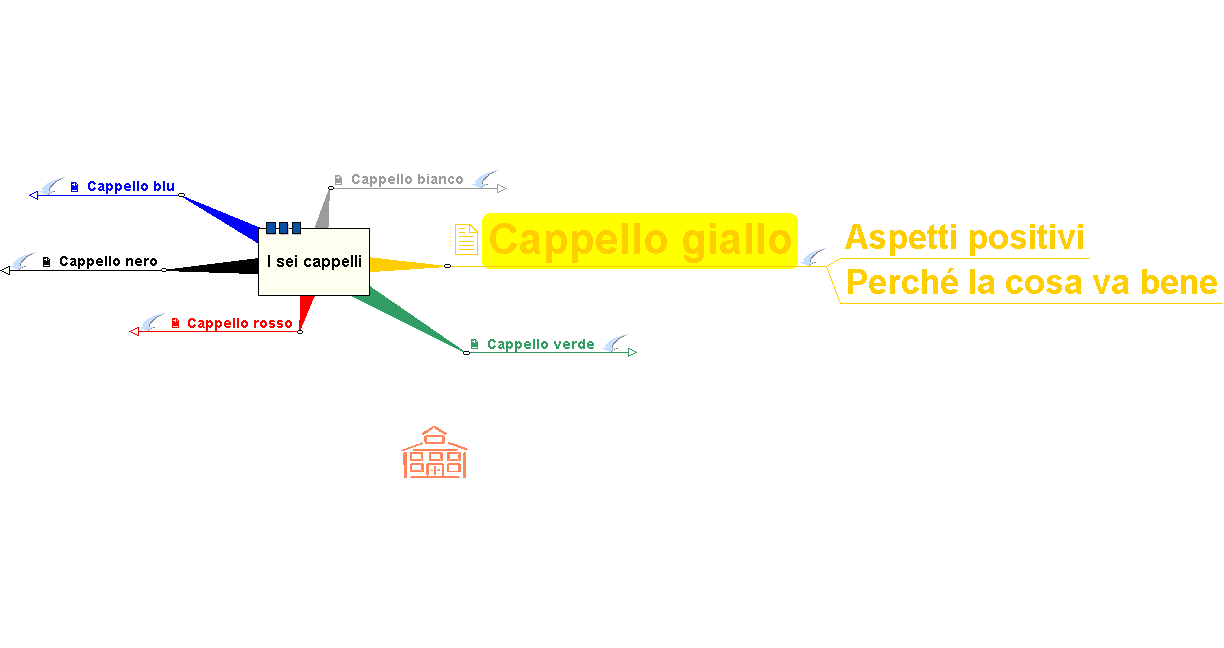 Cappello bianco
Cappello blu
Cappello giallo
Aspetti positivi
Perché la cosa va bene
I sei cappelli
Cappello nero
Cappello rosso
Cappello verde